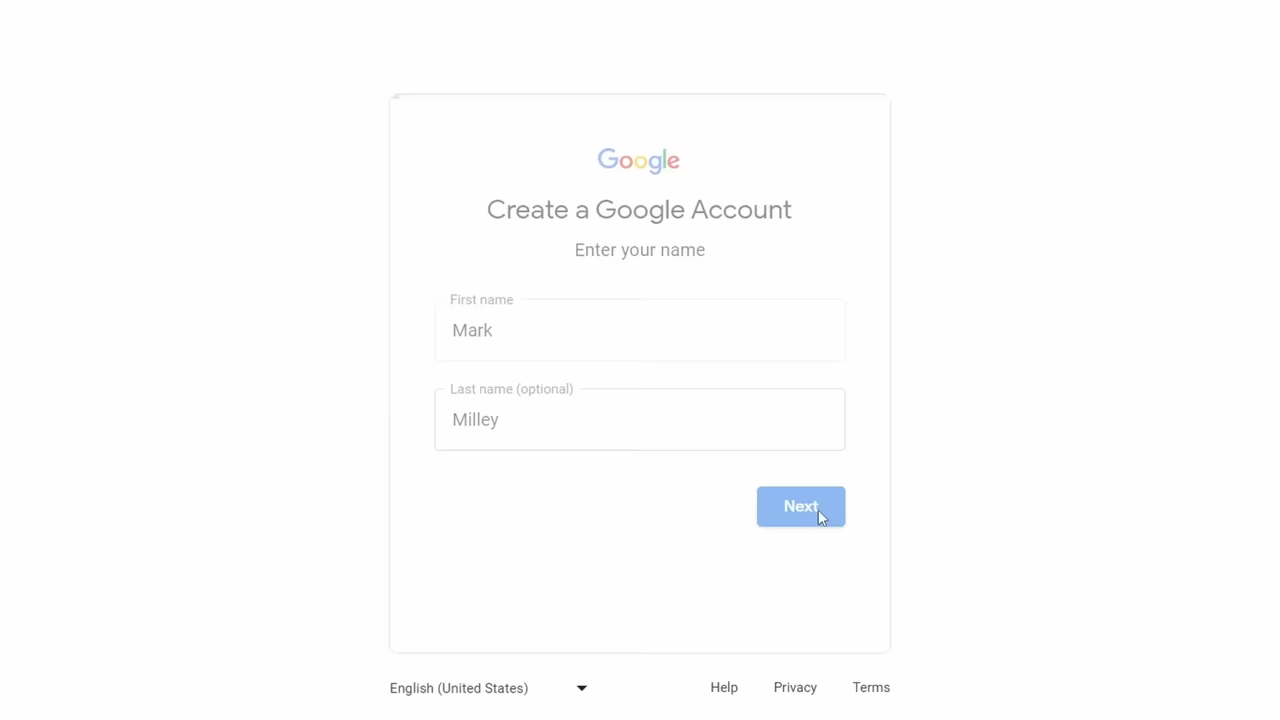 Google
Create a Google Account
Enter your name
First name
Mark
Last name (optional)
Milley
Next
English (United States)
Help Privacy Terms